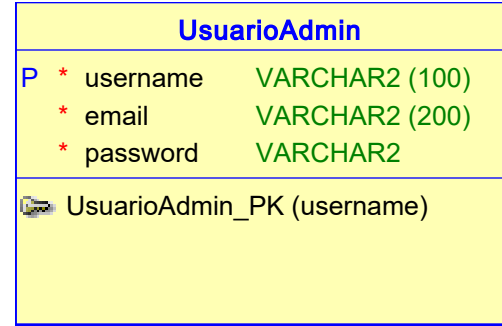 UsuarioAdmin
P * username VARCHAR2 (100)
* email VARCHAR2 (200)
* password VARCHAR2
UsuarioAdmin_PK (username)